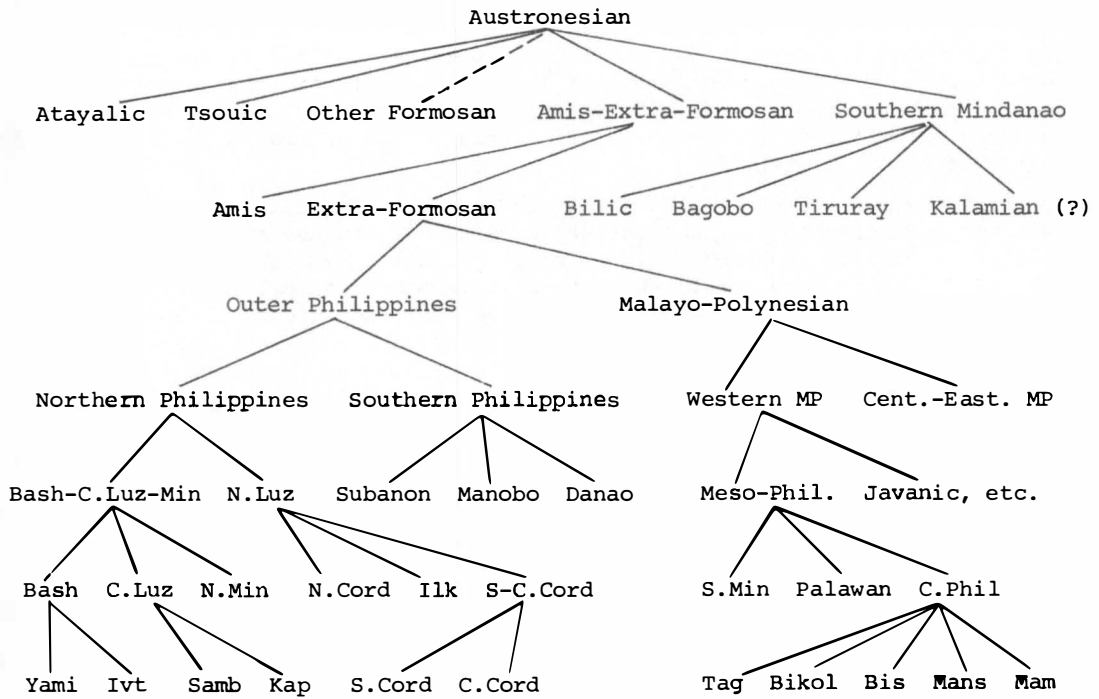 Austronesian
Atayalic Tsouic Other Formosan Amis-Extra-Formosan Southern Mindanao
Amis Extra-Formosan Bilic Bagobo Tiruray Kalamian (?)
Outer Philippines Malayo-Polynesian
Northern Philippines Southern Philippines Western MP Cent.-East. MP
Bash-C.Luz-Min N.Luz Subanon Manobo Danao Meso-Phil. Javanic, etc.
Bash C.Luz N.Min N.Cord Ilk S-C.Cord S.Min Palawan C.Phil
Yami Ivt Samb Kap S.Cord C.Cord Tag Bikol Bis Mans Mam